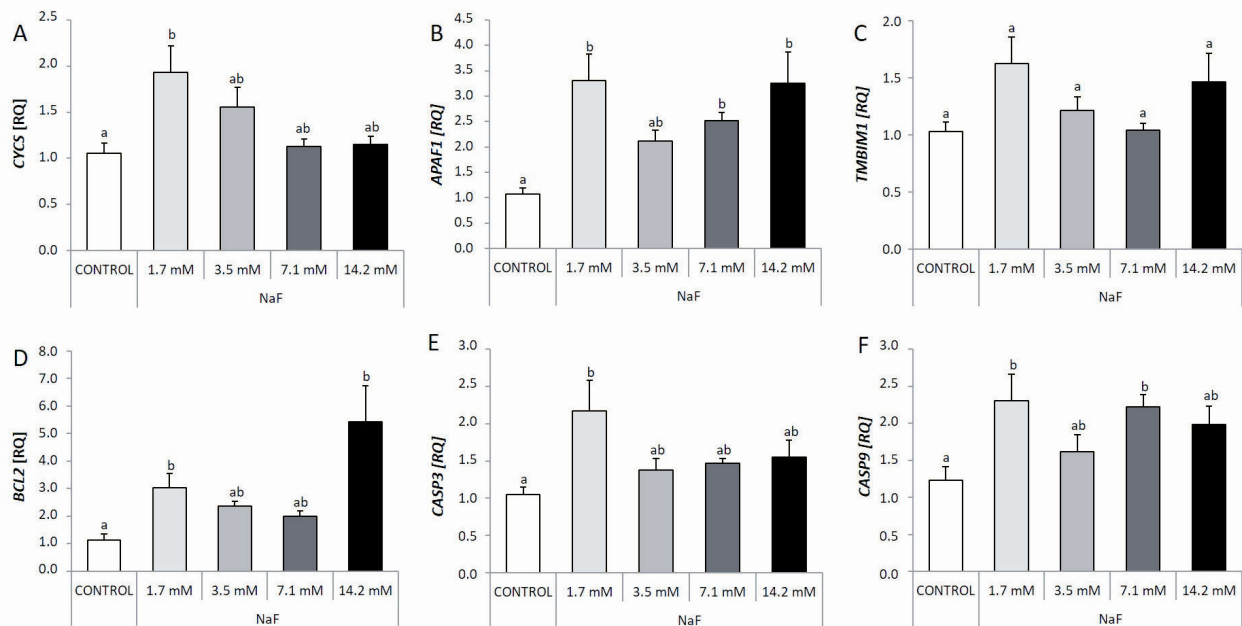 A
CYCS [RQ]
2.5
2.0
1.5
1.0
0.5
0.0
a
b
ab
ab
ab
CONTROL 1.7 mM 3.5 mM 7.1 mM 14.2 mM
NaF
B
APAF1 [RQ]
4.5
4.0
3.5
3.0
2.5
2.0
1.5
1.0
0.5
0.0
a
b
ab
b
b
CONTROL 1.7 mM 3.5 mM 7.1 mM 14.2 mM
NaF
C
TMBIM1 [RQ]
2.0
1.5
1.0
0.5
0.0
a
a
a
a
a
CONTROL 1.7 mM 3.5 mM 7.1 mM 14.2 mM
NaF
D
BCL2 [RQ]
8.0
7.0
6.0
5.0
4.0
3.0
2.0
1.0
0.0
a
b
ab
ab
b
CONTROL 1.7 mM 3.5 mM 7.1 mM 14.2 mM
NaF
E
CASP3 [RQ]
3.0
2.5
2.0
1.5
1.0
0.5
0.0
a
b
ab
ab
ab
CONTROL 1.7 mM 3.5 mM 7.1 mM 14.2 mM
NaF
F
CASP9 [RQ]
3.0
2.5
2.0
1.5
1.0
0.5
0.0
a
b
ab
b
ab
CONTROL 1.7 mM 3.5 mM 7.1 mM 14.2 mM
NaF